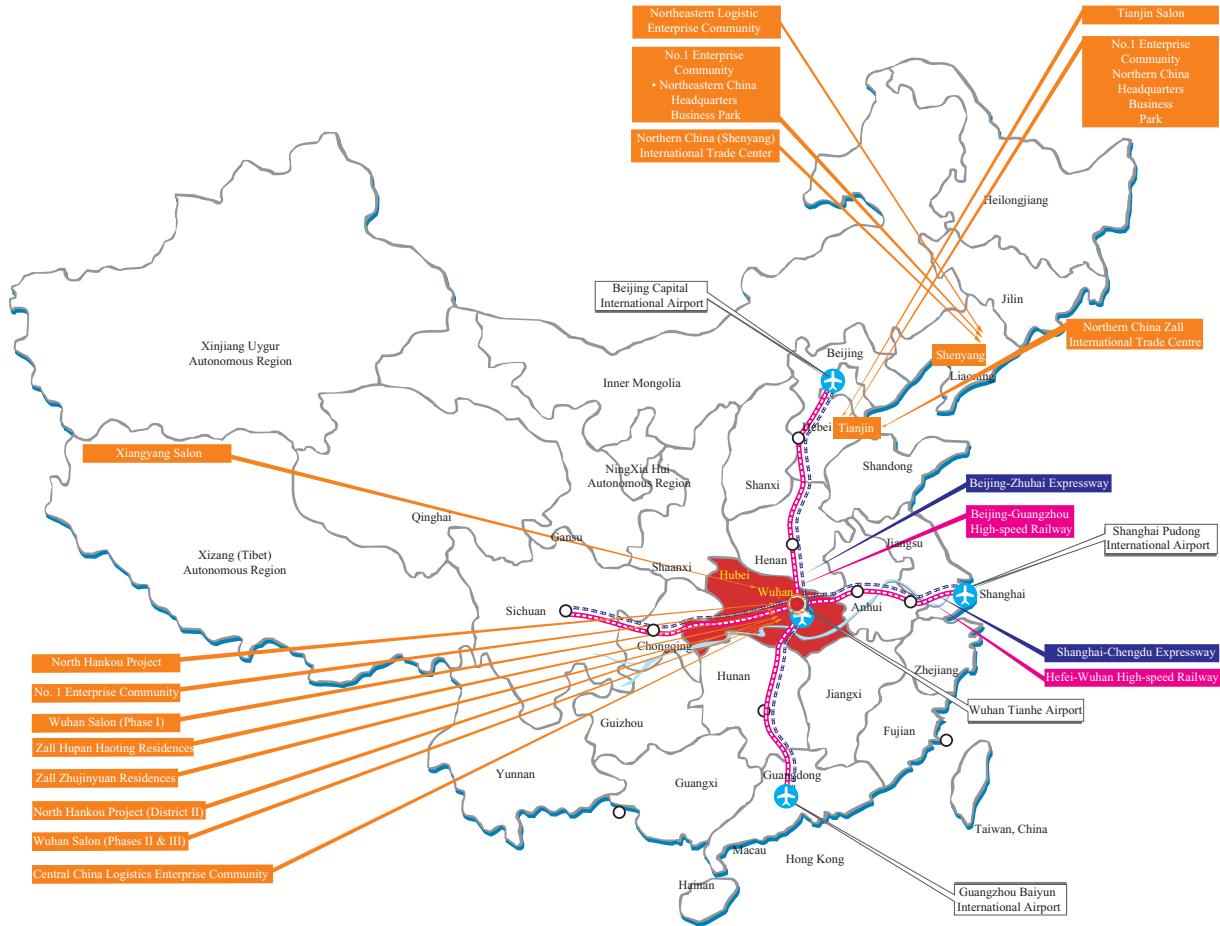 Northeastern Logistic
Enterprise Community
No.1 Enterprise
Community
• Northeastern China
Headquarters
Business Park
Northern China (Shenyang)
International Trade Center
Tianjin Salon
No.1 Enterprise
Community
Northern China
Headquarters
Business
Park
Heilongjiang
Jilin
Beijing Capital
International Airport
Northern China Zall
International Trade Centre
Beijing
Shenyang
Liaoning
Xinjiang Uygur
Autonomous Region
Inner Mongolia
Hebei
Tianjin
Xiangyang Salon
Shandong
NingXia Hui
Autonomous Region
Shanxi
Beijing-Zhuhai Expressway
Qinghai
Beijing-Guangzhou
High-speed Railway
Gansu
Jiangsu
Shanghai Pudong
International Airport
Xizang (Tibet)
Autonomous Region
Shaanxi
Henan
Hubei
Wuhan
Sichuan
Anhui
Shanghai
Chongqing
Shanghai-Chengdu Expressway
North Hankou Project
Hunan
Zhejiang
Hefei-Wuhan High-speed Railway
No. 1 Enterprise Community
Jiangxi
Wuhan Tianhe Airport
Wuhan Salon (Phase I)
Guizhou
Fujian
Zall Hupan Haoting Residences
Zall Zhujinyuan Residences
Yunnan
Guangxi
Guangdong
North Hankou Project (District II)
Taiwan, China
Wuhan Salon (Phases II & III)
Macau
Hong Kong
Central China Logistics Enterprise Community
Hainan
Guangzhou Baiyun
International Airport